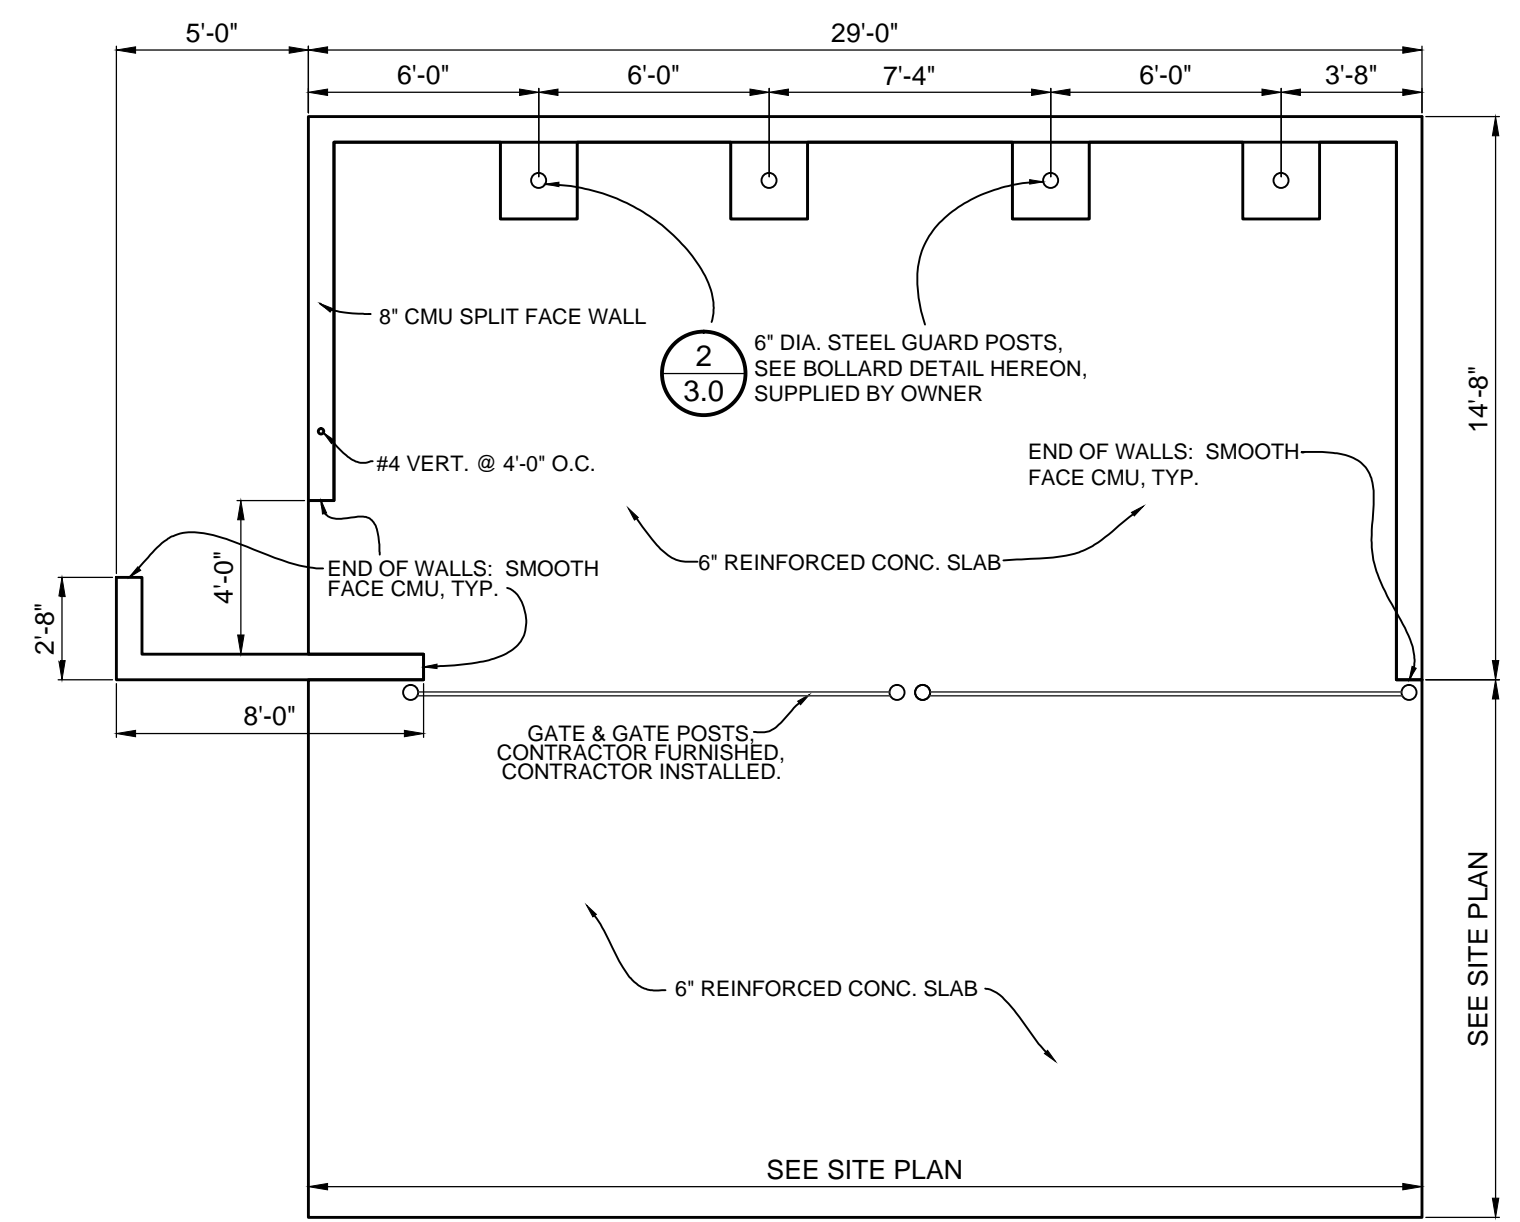 5'-0"
29'-0"
6'-0"
6'-0"
7'-4"
6'-0"
3'-8"
8" CMU SPLIT FACE WALL
2
3.0
6" DIA. STEEL GUARD POSTS,
SEE BOLLARD DETAIL HEREON,
SUPPLIED BY OWNER
14'-8"
#4 VERT. @ 4'-0" O.C.
END OF WALLS: SMOOTH
FACE CMU, TYP.
6" REINFORCED CONC. SLAB
END OF WALLS: SMOOTH
FACE CMU, TYP.
4'-0"
2'-8"
8'-0"
GATE & GATE POSTS,
CONTRACTOR FURNISHED,
CONTRACTOR INSTALLED.
6" REINFORCED CONC. SLAB
SEE SITE PLAN
SEE SITE PLAN